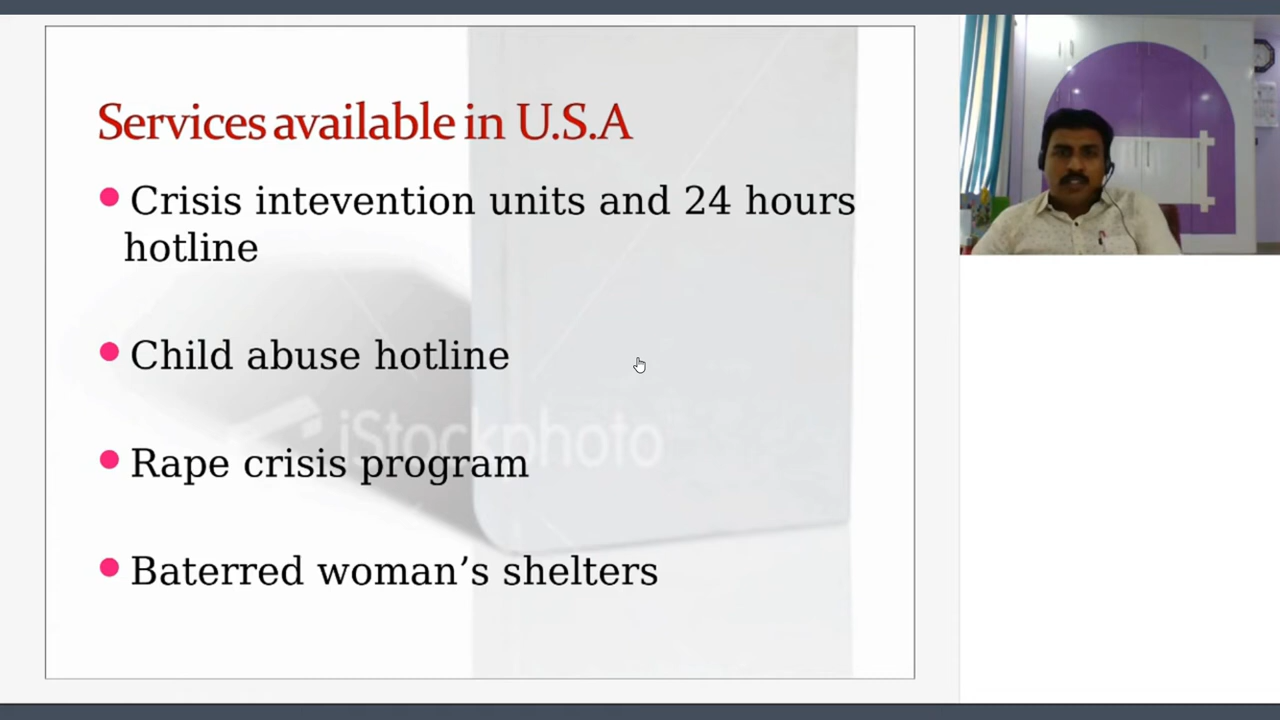 Services available in U.S.A
Crisis intevention units and 24 hours
hotline
Child abuse hotline
iStockphoto
Rape crisis program
Baterred woman’s shelters